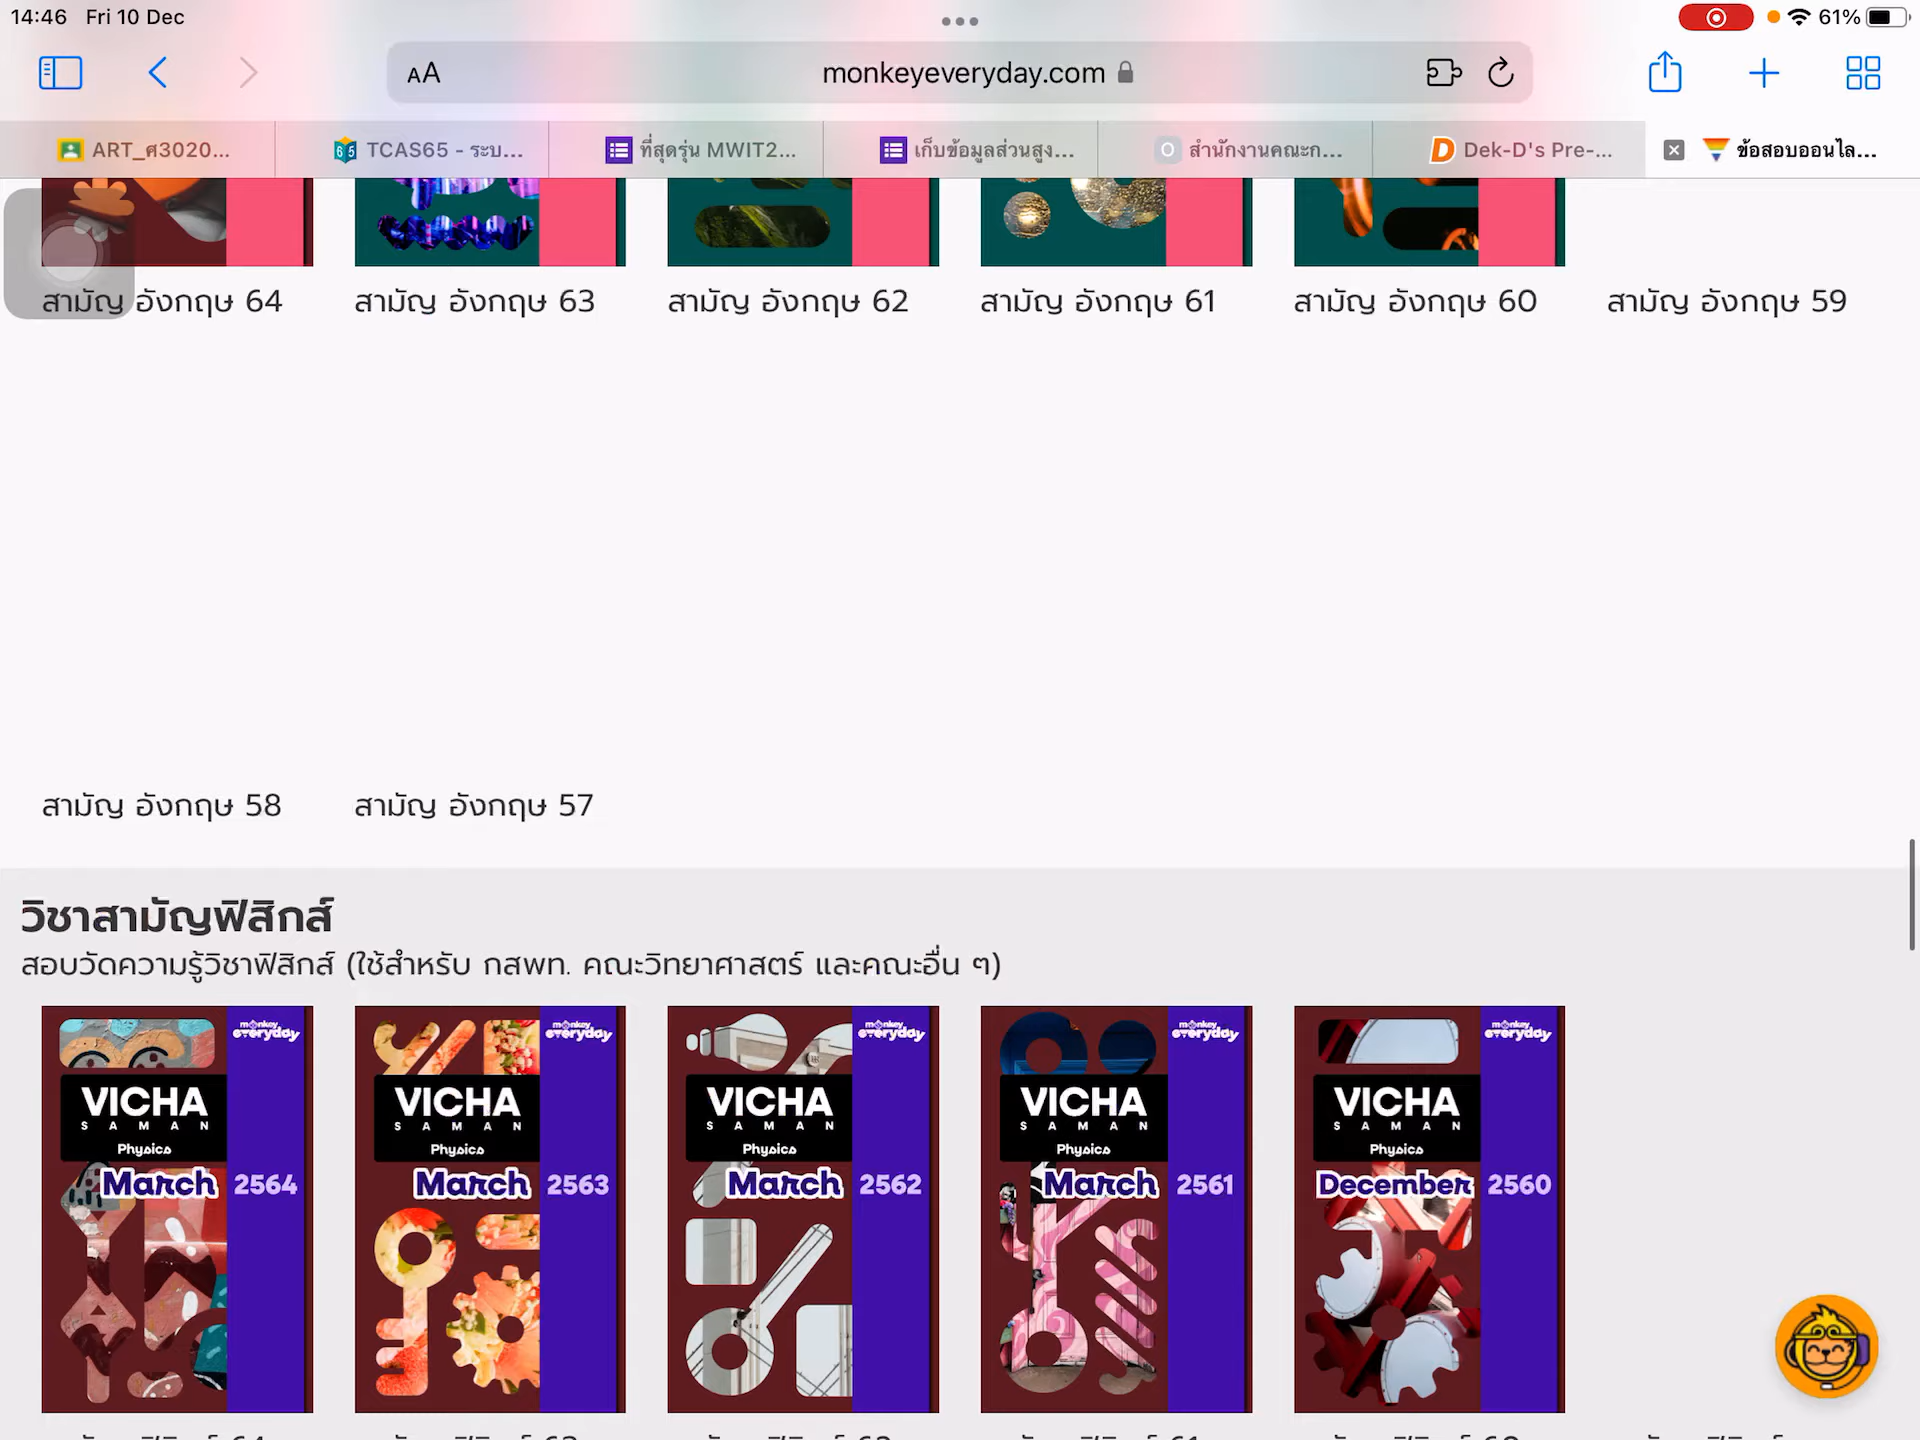 14:46 Fri 10 Dec
61%
AA
monkeyeveryday.com
ART_ศ3020...
TCAS65 - ระบ...
ที่สุดรุ่น MWIT2...
เก็บข้อมูลส่วนสูง...
สำนักงานคณะก...
Dek-D's Pre-...
ข้อสอบออนไล...
สามัญ อังกฤษ 64
สามัญ อังกฤษ 63
สามัญ อังกฤษ 62
สามัญ อังกฤษ 61
สามัญ อังกฤษ 60
สามัญ อังกฤษ 59
สามัญ อังกฤษ 58
สามัญ อังกฤษ 57
วิชาสามัญฟิสิกส์
สอบวัดความรู้วิชาฟิสิกส์ (ใช้สำหรับ กสพท. คณะวิทยาศาสตร์ และคณะอื่น ๆ)
monkey everyday
VICHA
SAMAN
Physics
March 2564
monkey everyday
VICHA
SAMAN
Physics
March 2563
monkey everyday
VICHA
SAMAN
Physics
March 2562
monkey everyday
VICHA
SAMAN
Physics
March 2561
monkey everyday
VICHA
SAMAN
Physics
December 2560